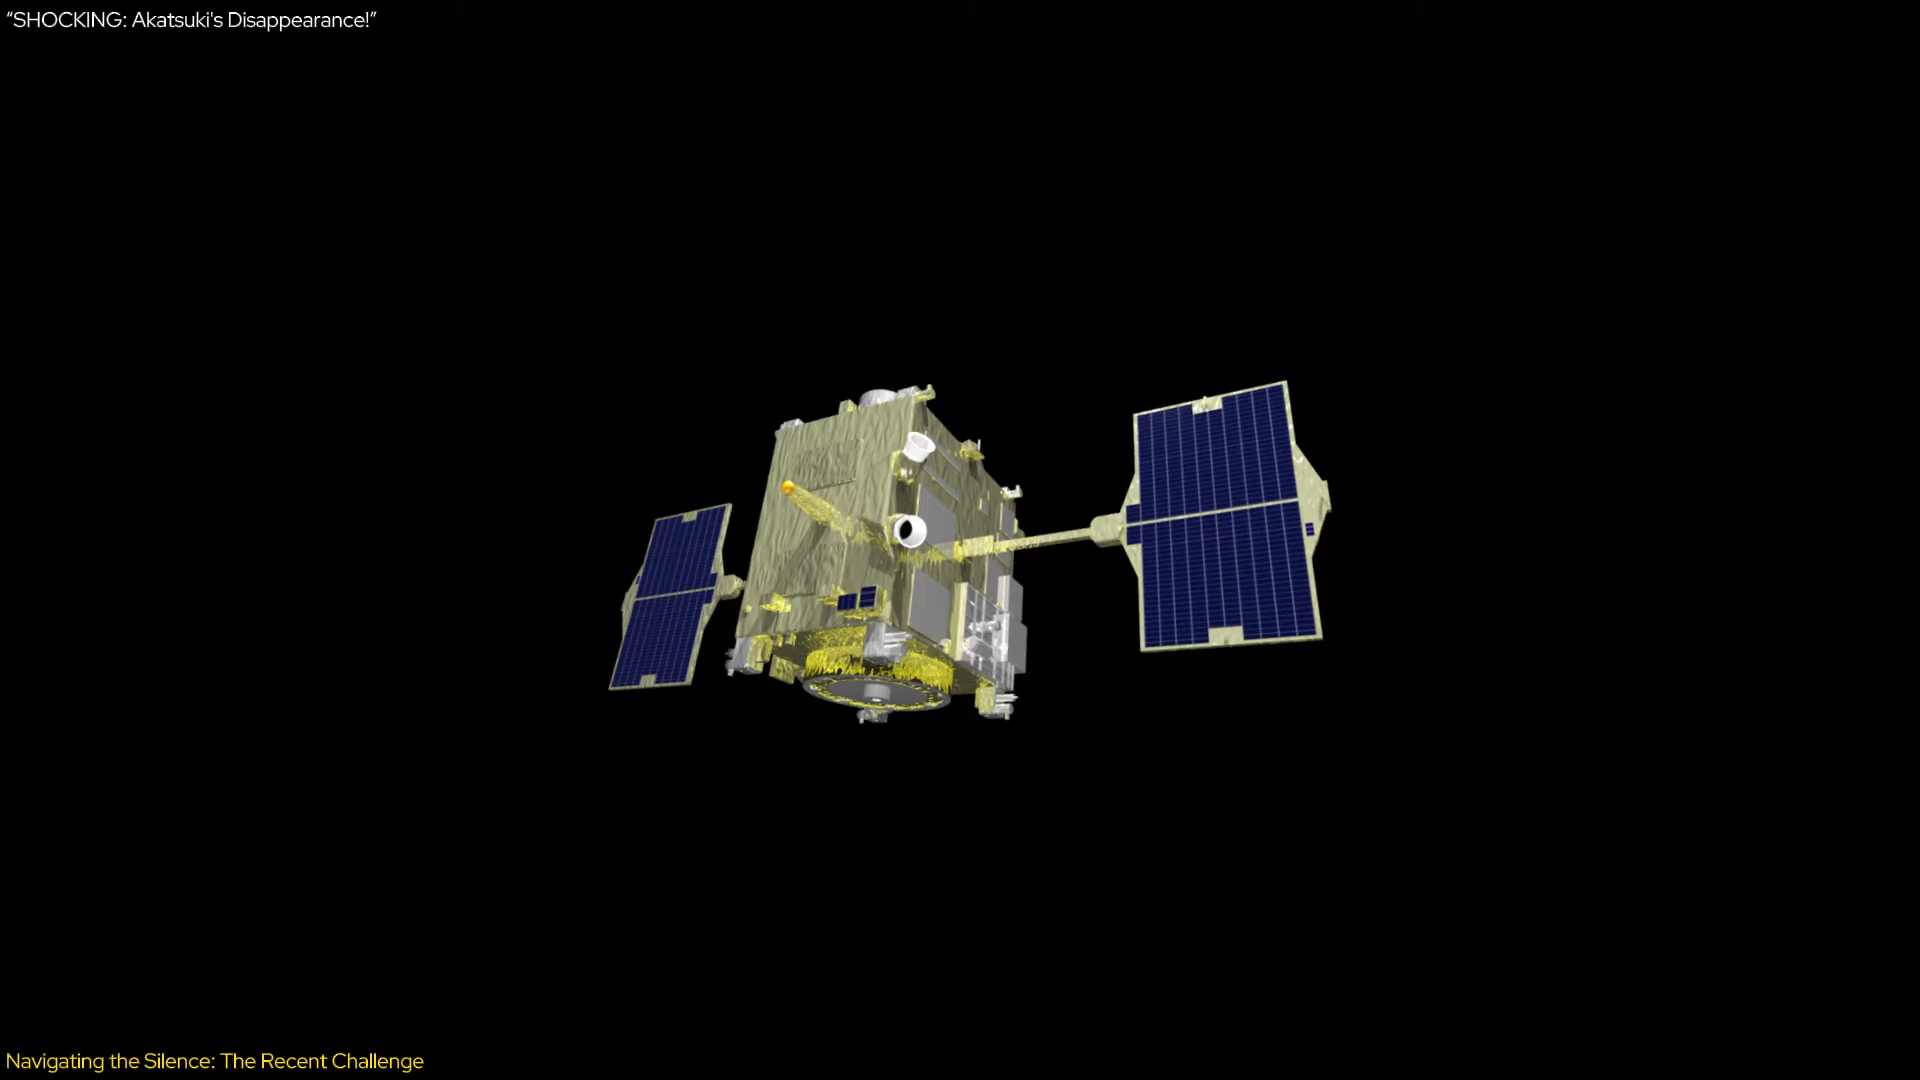 “SHOCKING: Akatsuki's Disappearance!”
Navigating the Silence: The Recent Challenge